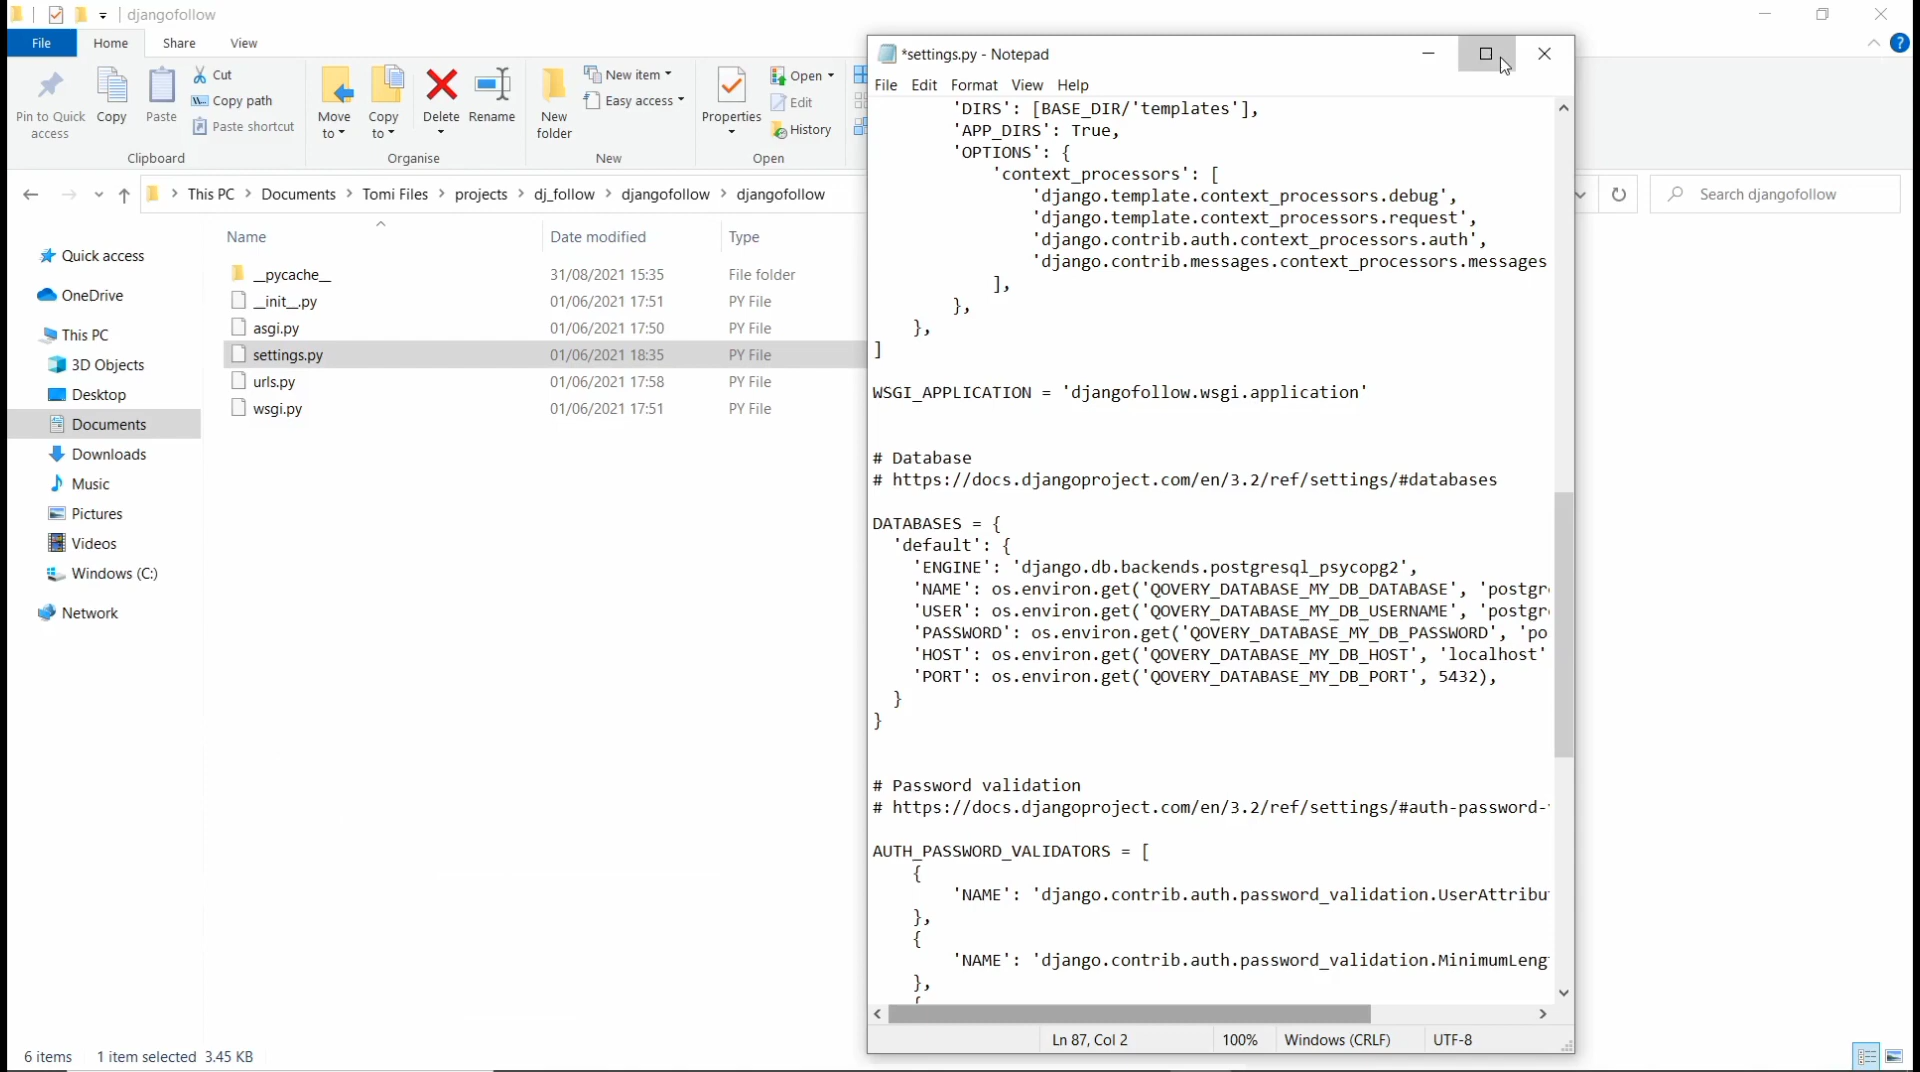 djangofollow
File Home Share View
Pin to Quick access
Copy
Paste
Cut
Copy path
Paste shortcut
Clipboard
Move to
Copy to
Delete
Rename
Organise
New folder
New item
Easy access
New
Properties
Open
Edit
History
Open
This PC > Documents > Tomi Files > projects > dj_follow > djangofollow > djangofollow
Search djangofollow
Quick access
OneDrive
This PC
3D Objects
Desktop
Documents
Downloads
Music
Pictures
Videos
Windows (C:)
Network
Name Date modified Type
__pycache__ 31/08/2021 15:35 File folder
__init__.py 01/06/2021 17:51 PY File
asgi.py 01/06/2021 17:50 PY File
settings.py 01/06/2021 18:35 PY File
urls.py 01/06/2021 17:58 PY File
wsgi.py 01/06/2021 17:51 PY File
6 items 1 item selected 3.45 KB
*settings.py - Notepad
File Edit Format View Help
'DIRS': [BASE_DIR/'templates'],
'APP_DIRS': True,
'OPTIONS': {
'context_processors': [
'django.template.context_processors.debug',
'django.template.context_processors.request',
'django.contrib.auth.context_processors.auth',
'django.contrib.messages.context_processors.messages
],
},
},
]
WSGI_APPLICATION = 'djangofollow.wsgi.application'
# Database
# https://docs.djangoproject.com/en/3.2/ref/settings/#databases
DATABASES = {
'default': {
'ENGINE': 'django.db.backends.postgresql_psycopg2',
'NAME': os.environ.get('QOVERY_DATABASE_MY_DB_DATABASE', 'postgr
'USER': os.environ.get('QOVERY_DATABASE_MY_DB_USERNAME', 'postgr
'PASSWORD': os.environ.get('QOVERY_DATABASE_MY_DB_PASSWORD', 'po
'HOST': os.environ.get('QOVERY_DATABASE_MY_DB_HOST', 'localhost'
'PORT': os.environ.get('QOVERY_DATABASE_MY_DB_PORT', 5432),
}
}
# Password validation
# https://docs.djangoproject.com/en/3.2/ref/settings/#auth-password-
AUTH_PASSWORD_VALIDATORS = [
{
'NAME': 'django.contrib.auth.password_validation.UserAttribu
},
{
'NAME': 'django.contrib.auth.password_validation.MinimumLeng
},
{
Ln 87, Col 2 100% Windows (CRLF) UTF-8